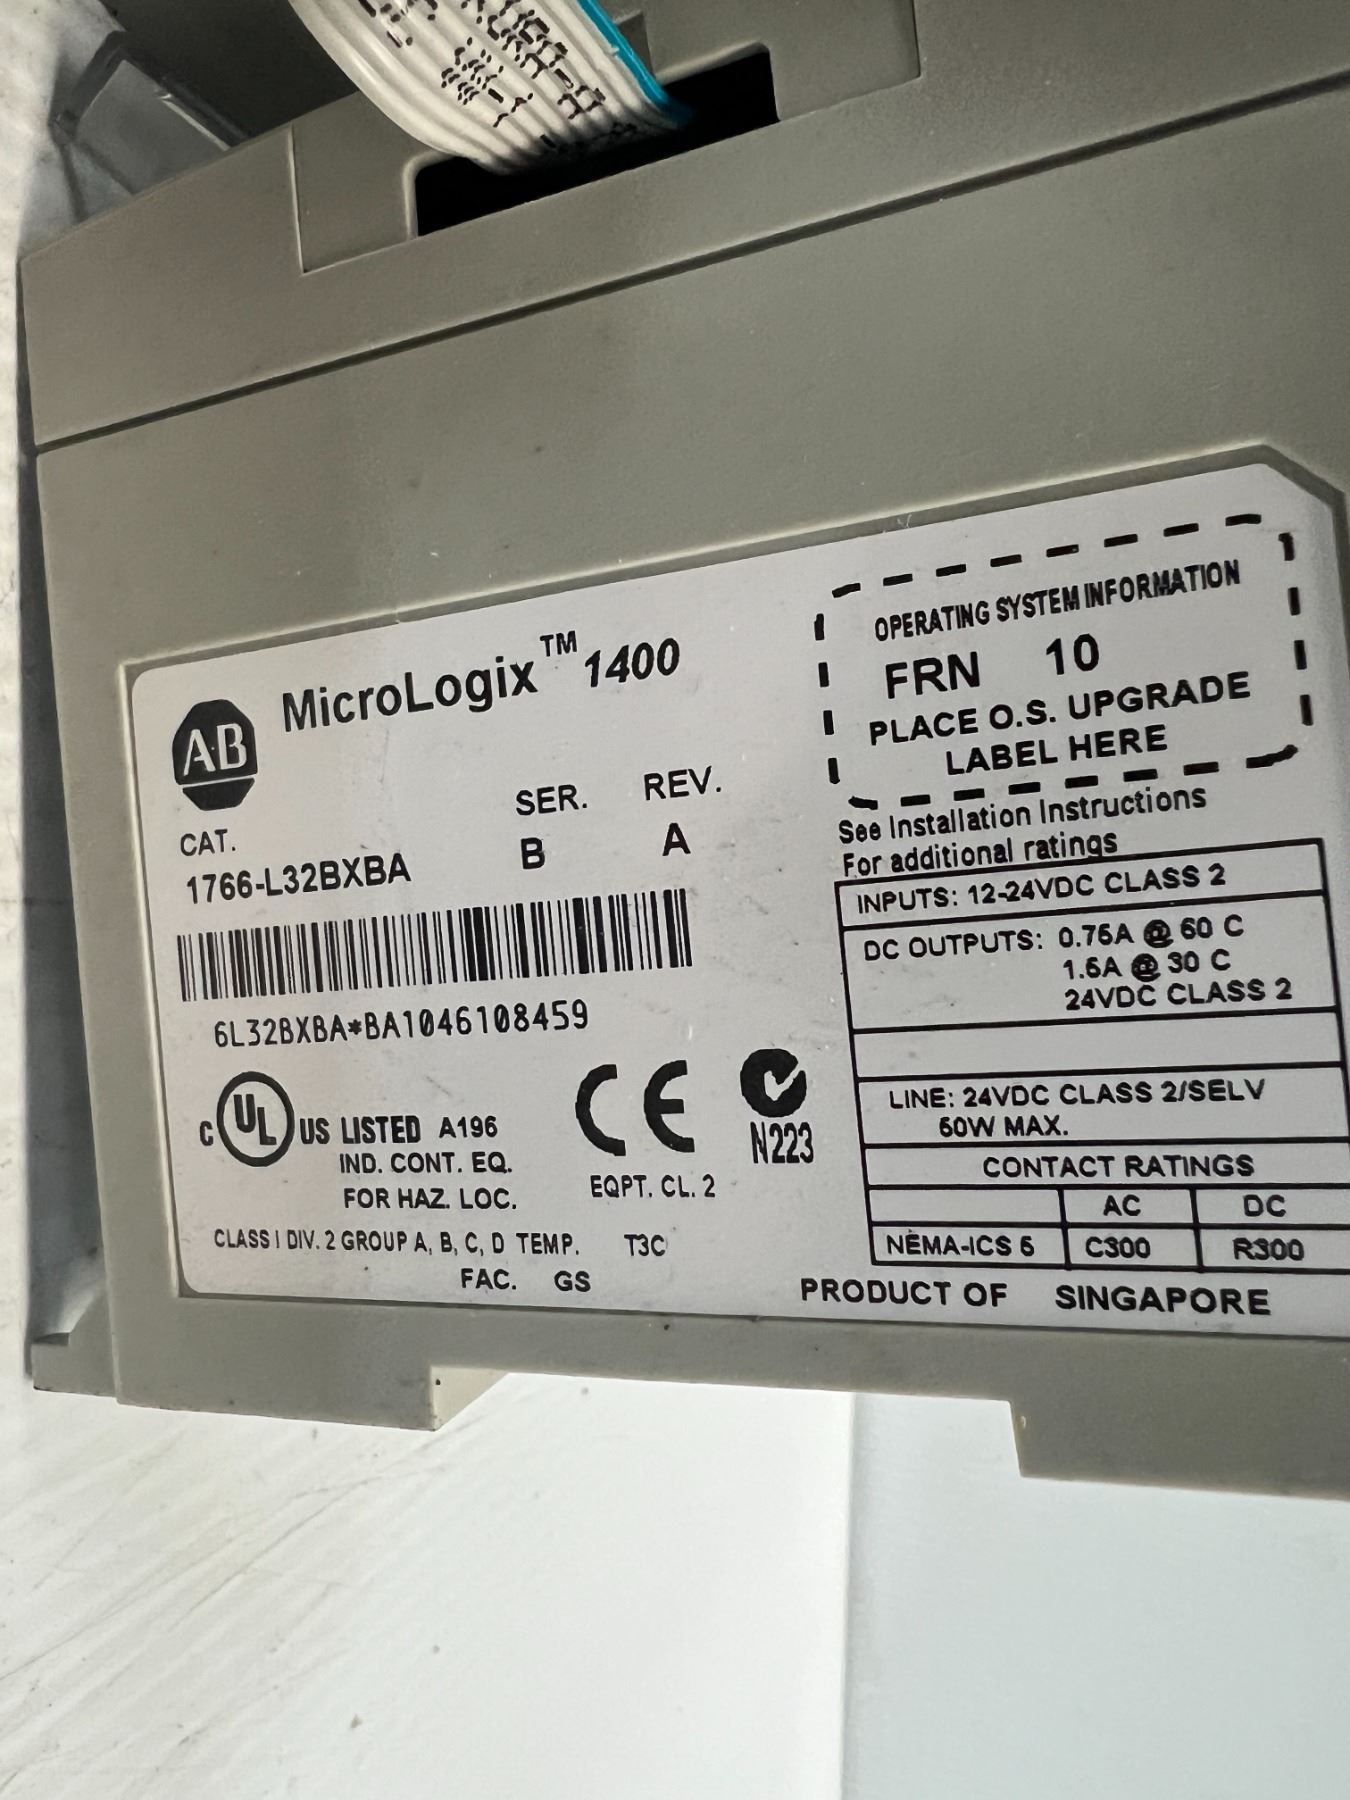 MicroLogix™ 1400
AB
CAT.
SER.
REV.
1766-L32BXBA
B
A
6L32BXBA*BA1046108459
C UL US LISTED A196
IND. CONT. EQ.
FOR HAZ. LOC.
CE
EQPT. CL. 2
N223
CLASS I DIV. 2 GROUP A, B, C, D TEMP. T3C
FAC. GS
OPERATING SYSTEM INFORMATION
FRN 10
PLACE O.S. UPGRADE
LABEL HERE
See Installation Instructions
For additional ratings
INPUTS: 12-24VDC CLASS 2
DC OUTPUTS: 0.75A @ 60 C
1.5A @ 30 C
24VDC CLASS 2
LINE: 24VDC CLASS 2/SELV
50W MAX.
CONTACT RATINGS
AC
DC
NEMA-ICS 5
C300
R300
PRODUCT OF SINGAPORE